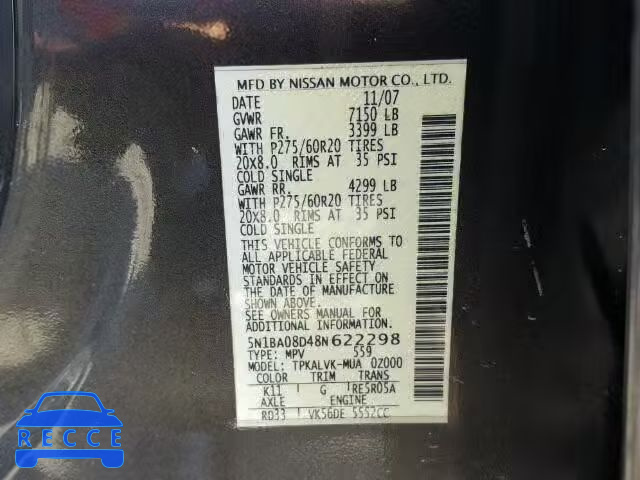 MFD BY NISSAN MOTOR CO., LTD.
DATE 11/07
GVWR 7150 LB
GAWR FR. 3399 LB
WITH P275/60R20 TIRES
20X8.0 RIMS AT 35 PSI
COLD SINGLE
GAWR RR. 4299 LB
WITH P275/60R20 TIRES
20X8.0 RIMS AT 35 PSI
COLD SINGLE
THIS VEHICLE CONFORMS TO
ALL APPLICABLE FEDERAL
MOTOR VEHICLE SAFETY
STANDARDS IN EFFECT ON
THE DATE OF MANUFACTURE
SHOWN ABOVE.
SEE OWNERS MANUAL FOR
ADDITIONAL INFORMATION
5N1BA08D48N622298
TYPE: MPV 559
MODEL: TPKALVK-MUA 0Z000
COLOR TRIM TRANS
K11 G RE5R05A
AXLE ENGINE
RD33 VK56DE 5552CC
RECCE